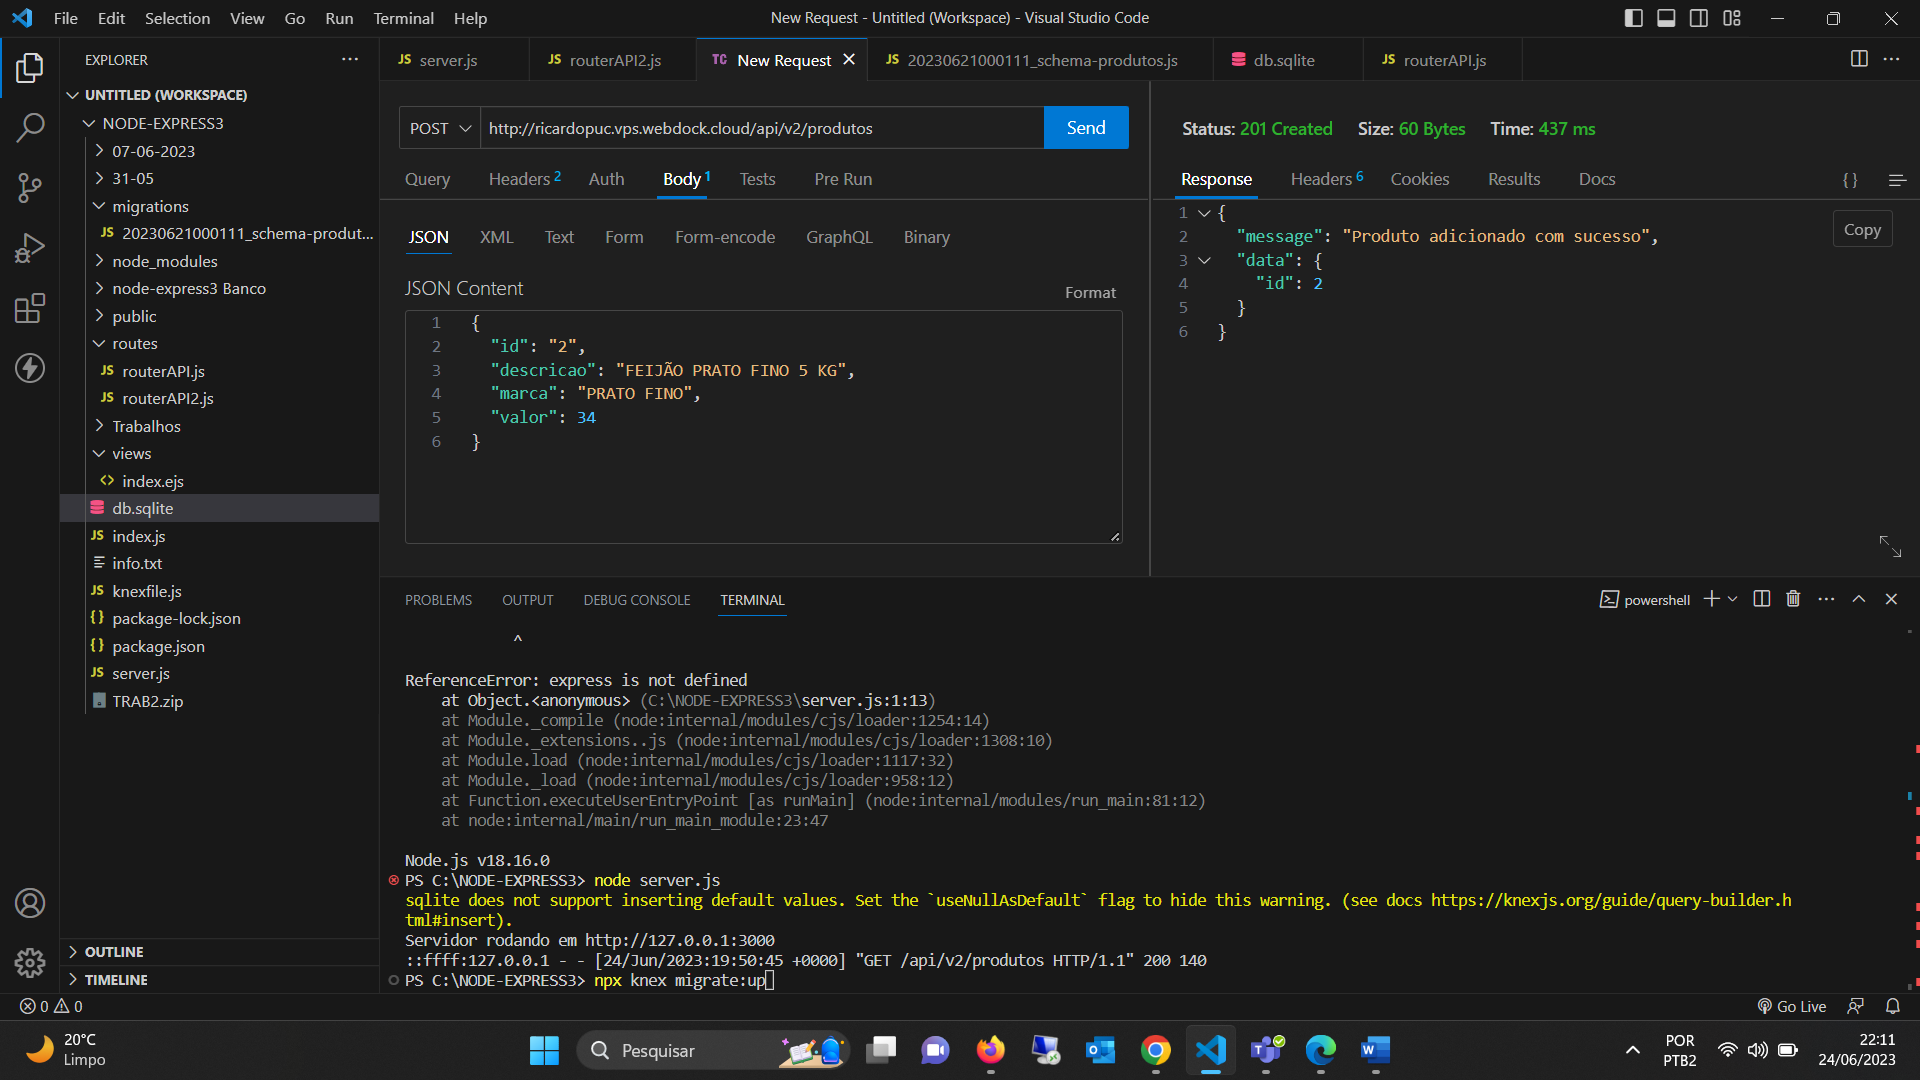 File Edit Selection View Go Run Terminal Help
New Request - Untitled (Workspace) - Visual Studio Code
EXPLORER
UNTITLED (WORKSPACE)
NODE-EXPRESS3
07-06-2023
31-05
migrations
JS 20230621000111_schema-produt...
node_modules
node-express3 Banco
public
routes
JS routerAPI.js
JS routerAPI2.js
Trabalhos
views
<> index.ejs
db.sqlite
JS index.js
info.txt
JS knexfile.js
{} package-lock.json
{} package.json
JS server.js
TRAB2.zip
OUTLINE
TIMELINE
JS server.js
JS routerAPI2.js
TC New Request
JS 20230621000111_schema-produtos.js
db.sqlite
JS routerAPI.js
POST http://ricardopuc.vps.webdock.cloud/api/v2/produtos Send
Query Headers 2 Auth Body 1 Tests Pre Run
JSON XML Text Form Form-encode GraphQL Binary
JSON Content
Format
1 {
2 "id": "2",
3 "descricao": "FEIJÃO PRATO FINO 5 KG",
4 "marca": "PRATO FINO",
5 "valor": 34
6 }
Status: 201 Created Size: 60 Bytes Time: 437 ms
Response Headers 6 Cookies Results Docs { }
Copy
1 {
2 "message": "Produto adicionado com sucesso",
3 "data": {
4 "id": 2
5 }
6 }
PROBLEMS OUTPUT DEBUG CONSOLE TERMINAL
powershell
^
ReferenceError: express is not defined
at Object.<anonymous> (C:\NODE-EXPRESS3\server.js:1:13)
at Module._compile (node:internal/modules/cjs/loader:1254:14)
at Module._extensions..js (node:internal/modules/cjs/loader:1308:10)
at Module.load (node:internal/modules/cjs/loader:1117:32)
at Module._load (node:internal/modules/cjs/loader:958:12)
at Function.executeUserEntryPoint [as runMain] (node:internal/modules/run_main:81:12)
at node:internal/main/run_main_module:23:47
Node.js v18.16.0
PS C:\NODE-EXPRESS3> node server.js
sqlite does not support inserting default values. Set the `useNullAsDefault` flag to hide this warning. (see docs https://knexjs.org/guide/query-builder.h
tml#insert).
Servidor rodando em http://127.0.0.1:3000
::ffff:127.0.0.1 - - [24/Jun/2023:19:50:45 +0000] "GET /api/v2/produtos HTTP/1.1" 200 140
PS C:\NODE-EXPRESS3> npx knex migrate:up
0 0
Go Live
20°C
Limpo
Pesquisar
POR
PTB2
22:11
24/06/2023